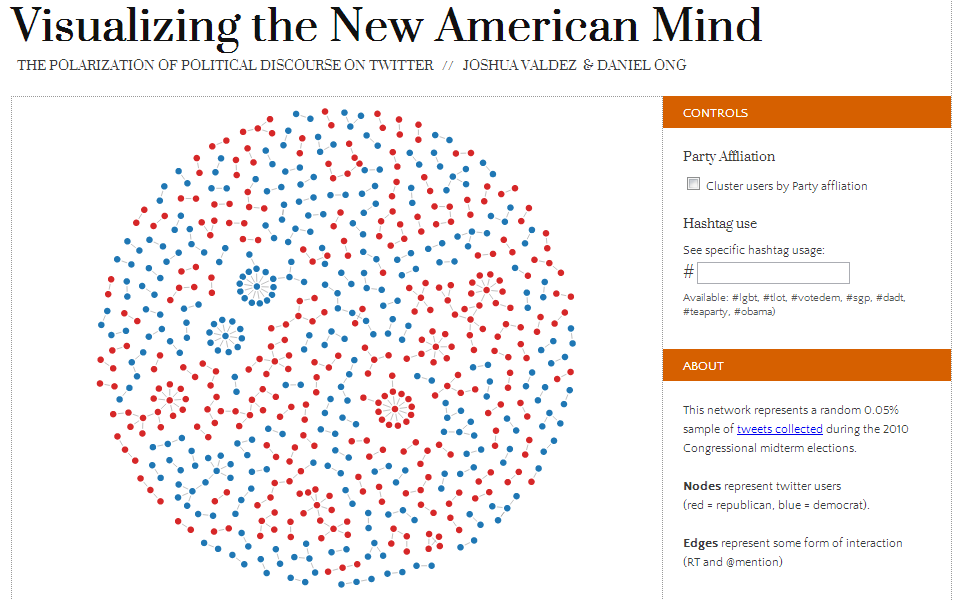 Visualizing the New American Mind
THE POLARIZATION OF POLITICAL DISCOURSE ON TWITTER // JOSHUA VALDEZ & DANIEL ONG
CONTROLS
Party Affliation
Cluster users by Party affliation
Hashtag use
See specific hashtag usage:
#
Available: #lgbt, #tlot, #votedem, #sgp, #dadt,
#teaparty, #obama)
ABOUT
This network represents a random 0.05%
sample of tweets collected during the 2010
Congressional midterm elections.
Nodes represent twitter users
(red = republican, blue = democrat).
Edges represent some form of interaction
(RT and @mention)